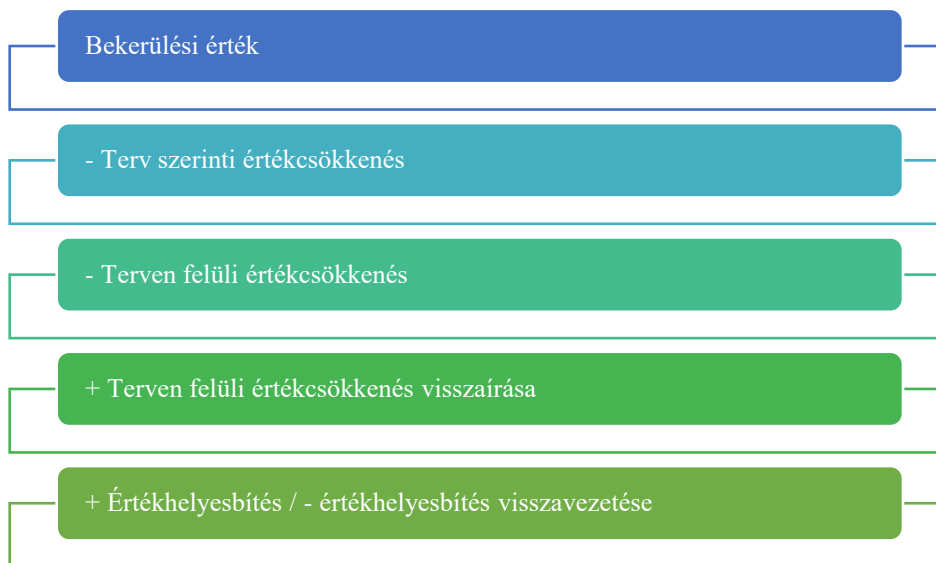 Bekerülési érték
- Terv szerinti értékcsökkenés
- Terven felüli értékcsökkenés
+ Terven felüli értékcsökkenés visszaírása
+ Értékhelyesbítés / - értékhelyesbítés visszavezetése